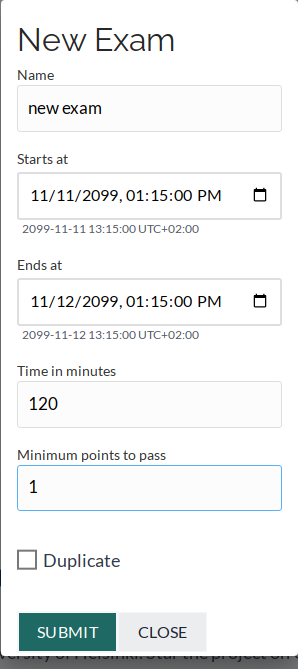 New Exam
Name
new exam
Starts at
11/11/2099, 01:15:00 PM
2099-11-11 13:15:00 UTC+02:00
Ends at
11/12/2099, 01:15:00 PM
2099-11-12 13:15:00 UTC+02:00
Time in minutes
120
Minimum points to pass
1
Duplicate
SUBMIT CLOSE